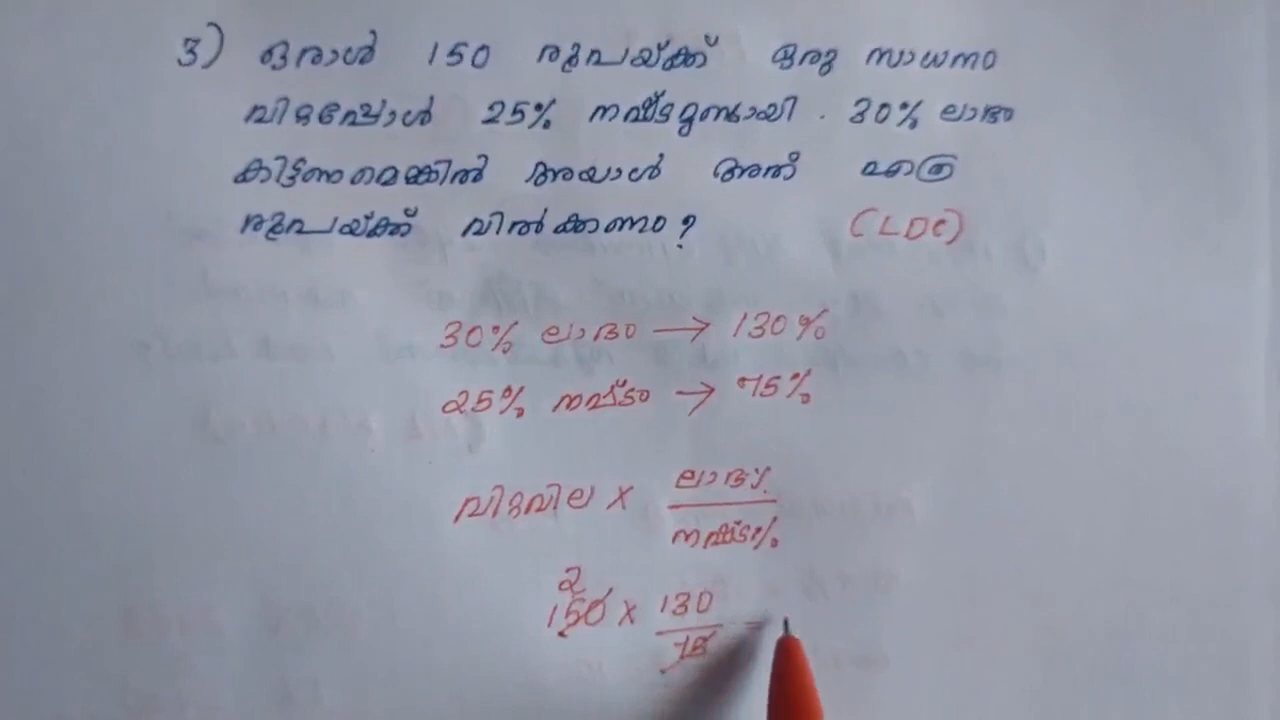 3) ഒരാൾ 150 രൂപയ്ക്ക് ഒരു സാധനം
വിറ്റപ്പോൾ 25% നഷ്ടമുണ്ടായി. 30% ലാഭം
കിട്ടണമെങ്കിൽ അയാൾ അത് എത്ര
രൂപയ്ക്ക് വിൽക്കണം? (LDC)
30% ലാഭം → 130%
25% നഷ്ടം → 75%
വിറ്റവില x ലാഭ% / നഷ്ട%
2
150 x 130 / 75 =